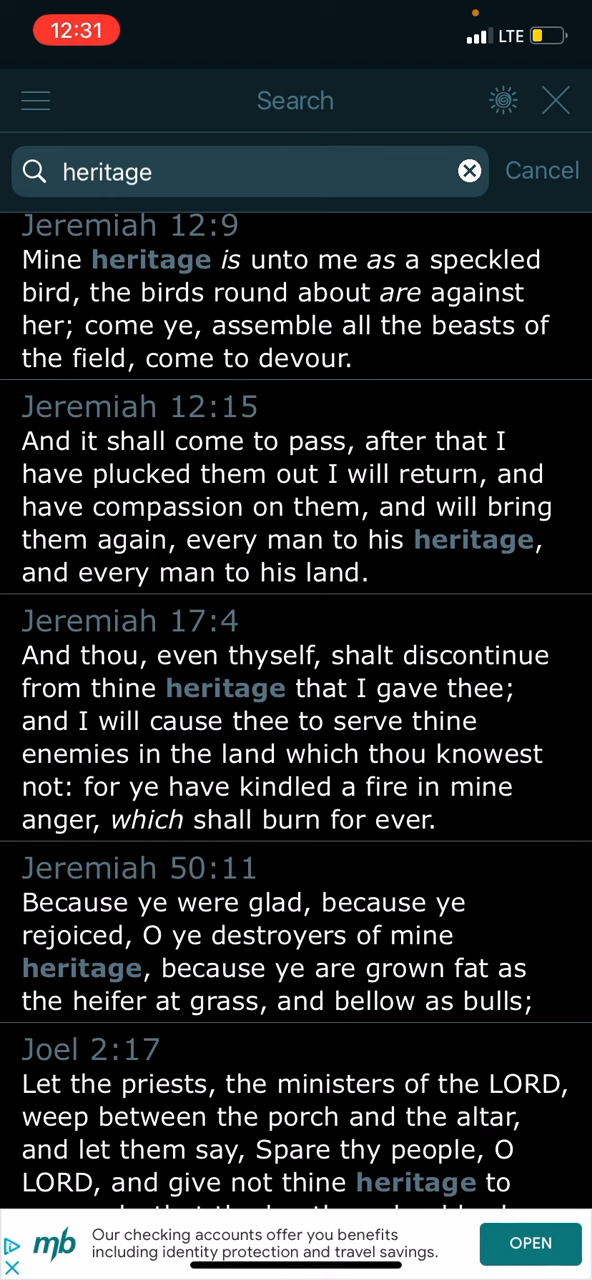 12:31
LTE
Search
heritage
Cancel
Jeremiah 12:9
Mine heritage is unto me as a speckled
bird, the birds round about are against
her; come ye, assemble all the beasts of
the field, come to devour.
Jeremiah 12:15
And it shall come to pass, after that I
have plucked them out I will return, and
have compassion on them, and will bring
them again, every man to his heritage,
and every man to his land.
Jeremiah 17:4
And thou, even thyself, shalt discontinue
from thine heritage that I gave thee;
and I will cause thee to serve thine
enemies in the land which thou knowest
not: for ye have kindled a fire in mine
anger, which shall burn for ever.
Jeremiah 50:11
Because ye were glad, because ye
rejoiced, O ye destroyers of mine
heritage, because ye are grown fat as
the heifer at grass, and bellow as bulls;
Joel 2:17
Let the priests, the ministers of the LORD,
weep between the porch and the altar,
and let them say, Spare thy people, O
LORD, and give not thine heritage to
mb
Our checking accounts offer you benefits
including identity protection and travel savings.
OPEN